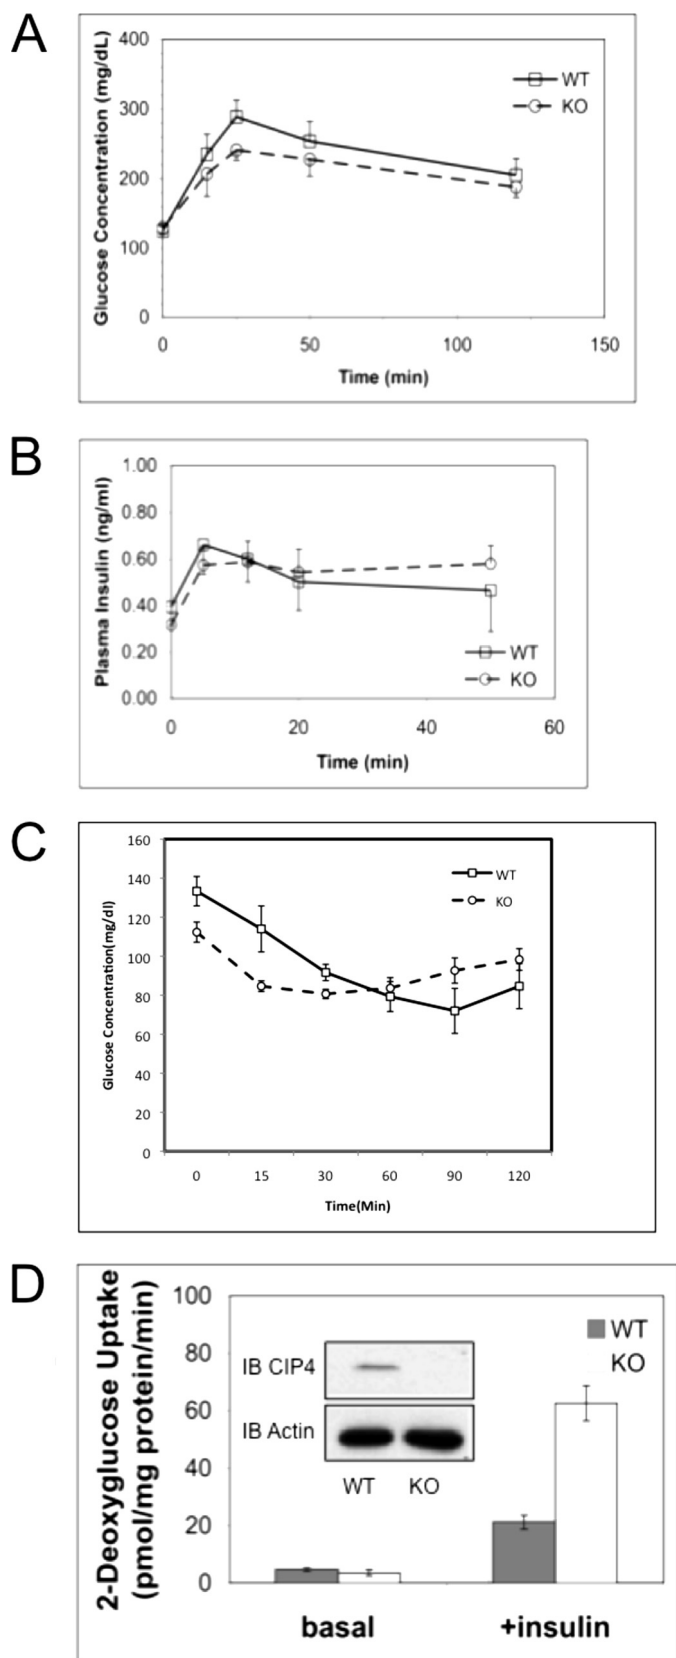 A
Glucose Concentration (mg/dL)
400
300
200
100
0
0 50 100 150
Time (min)
WT
KO
B
Plasma Insulin (ng/ml)
1.00
0.80
0.60
0.40
0.20
0.00
0 20 40 60
Time (min)
WT
KO
C
Glucose Concentration(mg/dl)
160
140
120
100
80
60
40
20
0
0 15 30 60 90 120
Time(Min)
WT
KO
D
2-Deoxyglucose Uptake
(pmol/mg protein/min)
100
80
60
40
20
0
IB CIP4
IB Actin
WT KO
WT
KO
basal +insulin